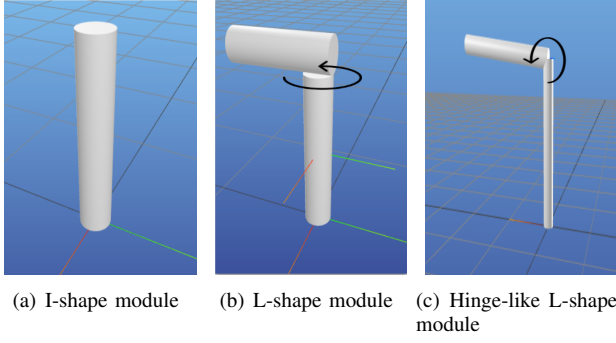 (a) I-shape module
(b) L-shape module
(c) Hinge-like L-shape
module